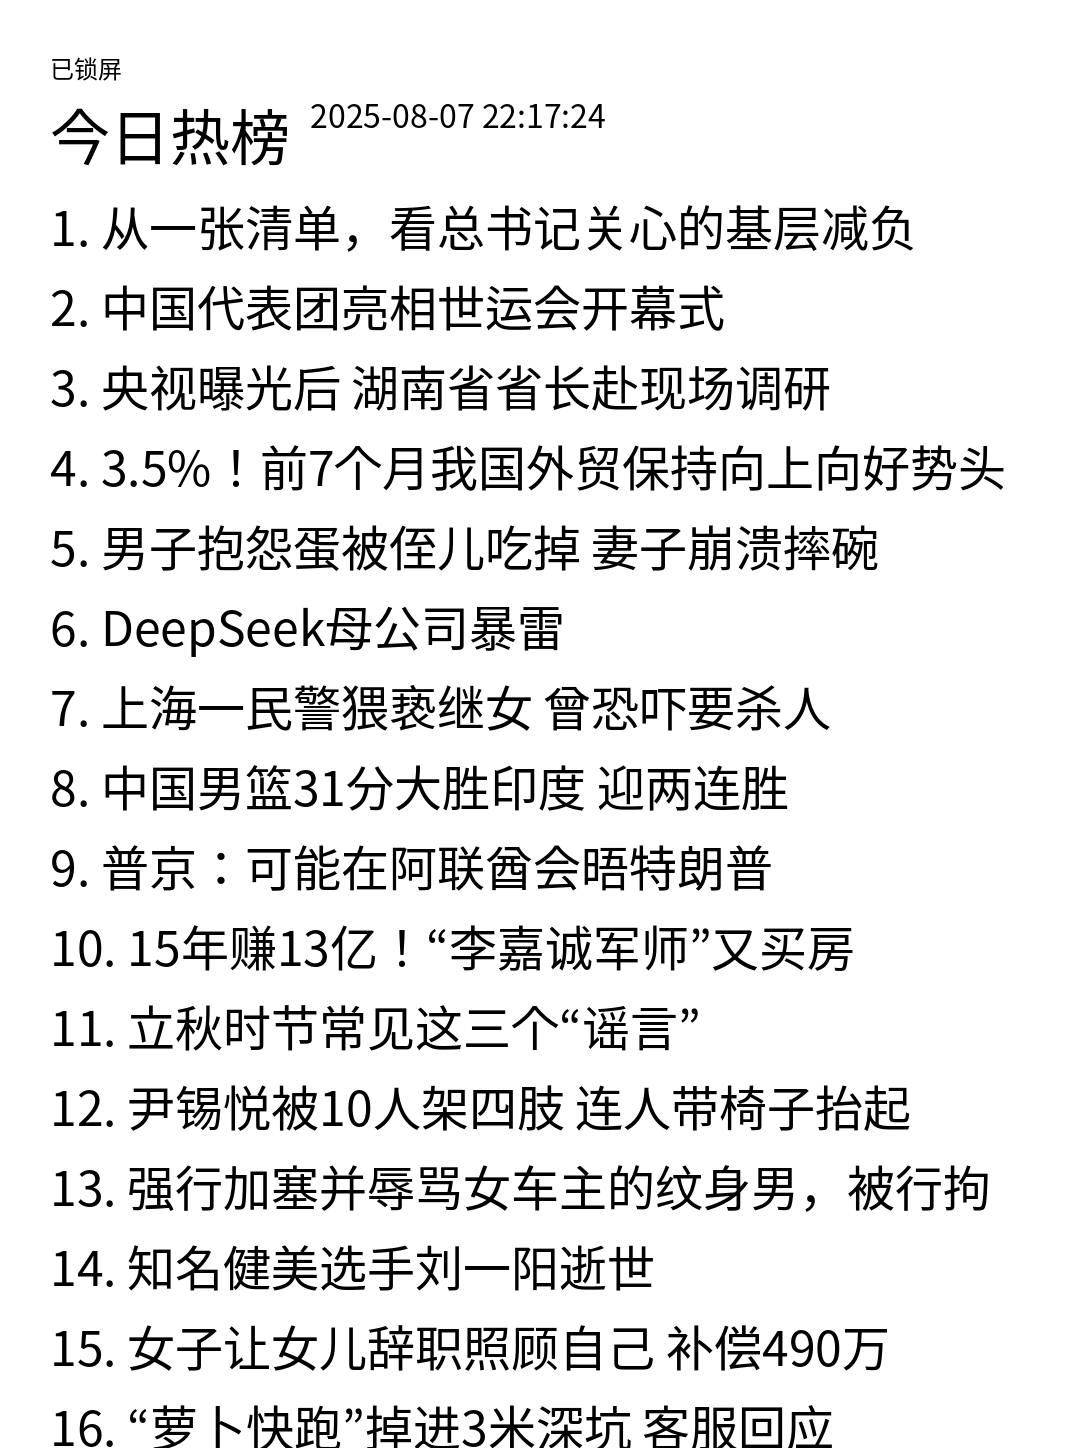 已锁屏
今日热榜 2025-08-07 22:17:24
1. 从一张清单，看总书记关心的基层减负
2. 中国代表团亮相世运会开幕式
3. 央视曝光后 湖南省省长赴现场调研
4. 3.5%！前7个月我国外贸保持向上向好势头
5. 男子抱怨蛋被侄儿吃掉 妻子崩溃摔碗
6. DeepSeek母公司暴雷
7. 上海一民警猥亵继女 曾恐吓要杀人
8. 中国男篮31分大胜印度 迎两连胜
9. 普京：可能在阿联酋会晤特朗普
10. 15年赚13亿！“李嘉诚军师”又买房
11. 立秋时节常见这三个“谣言”
12. 尹锡悦被10人架四肢 连人带椅子抬起
13. 强行加塞并辱骂女车主的纹身男，被行拘
14. 知名健美选手刘一阳逝世
15. 女子让女儿辞职照顾自己 补偿490万
16. “萝卜快跑”掉进3米深坑 客服回应